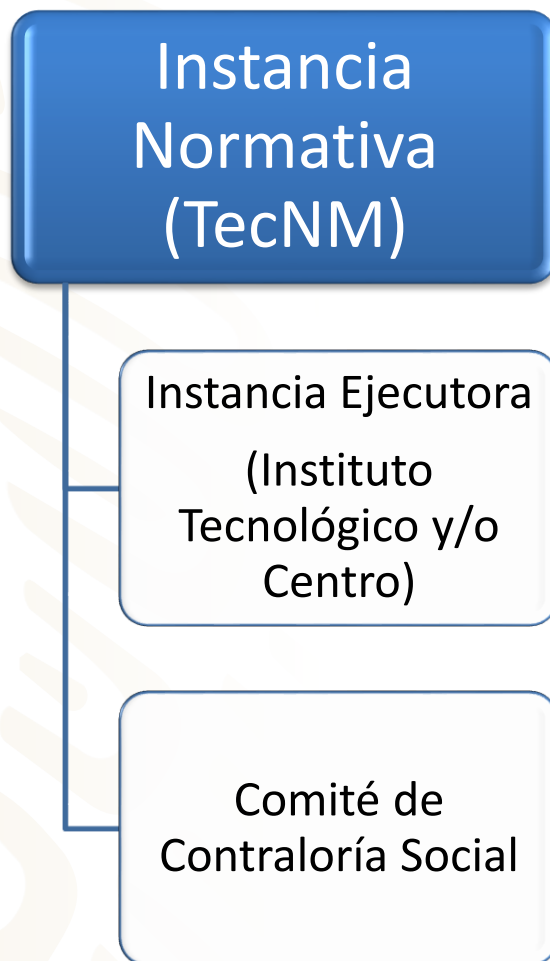 Instancia
Normativa
(TecNM)
Instancia Ejecutora
(Instituto
Tecnológico y/o
Centro)
Comité de
Contraloría Social